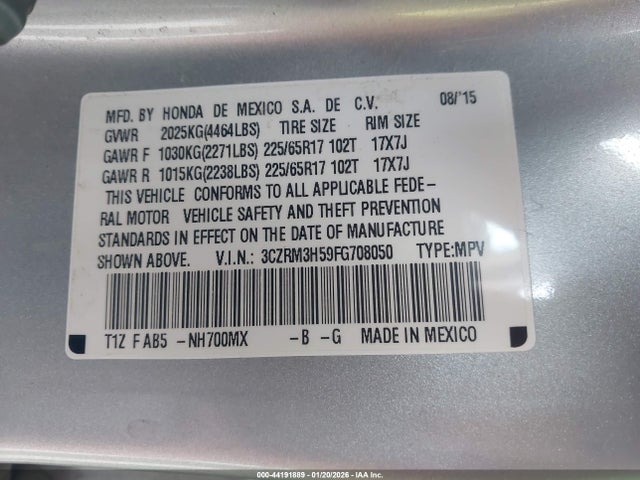 MFD. BY HONDA DE MEXICO S.A. DE C.V. 08/'15
GVWR 2025KG(4464LBS) TIRE SIZE RIM SIZE
GAWR F 1030KG(2271LBS) 225/65R17 102T 17X7J
GAWR R 1015KG(2238LBS) 225/65R17 102T 17X7J
THIS VEHICLE CONFORMS TO ALL APPLICABLE FEDE-
RAL MOTOR VEHICLE SAFETY AND THEFT PREVENTION
STANDARDS IN EFFECT ON THE DATE OF MANUFACTURE
SHOWN ABOVE. V.I.N.: 3CZRM3H59FG708050 TYPE:MPV
T1Z F AB5 -NH700MX -B -G MADE IN MEXICO
000-44191889 - 01/20/2026 - IAA Inc.